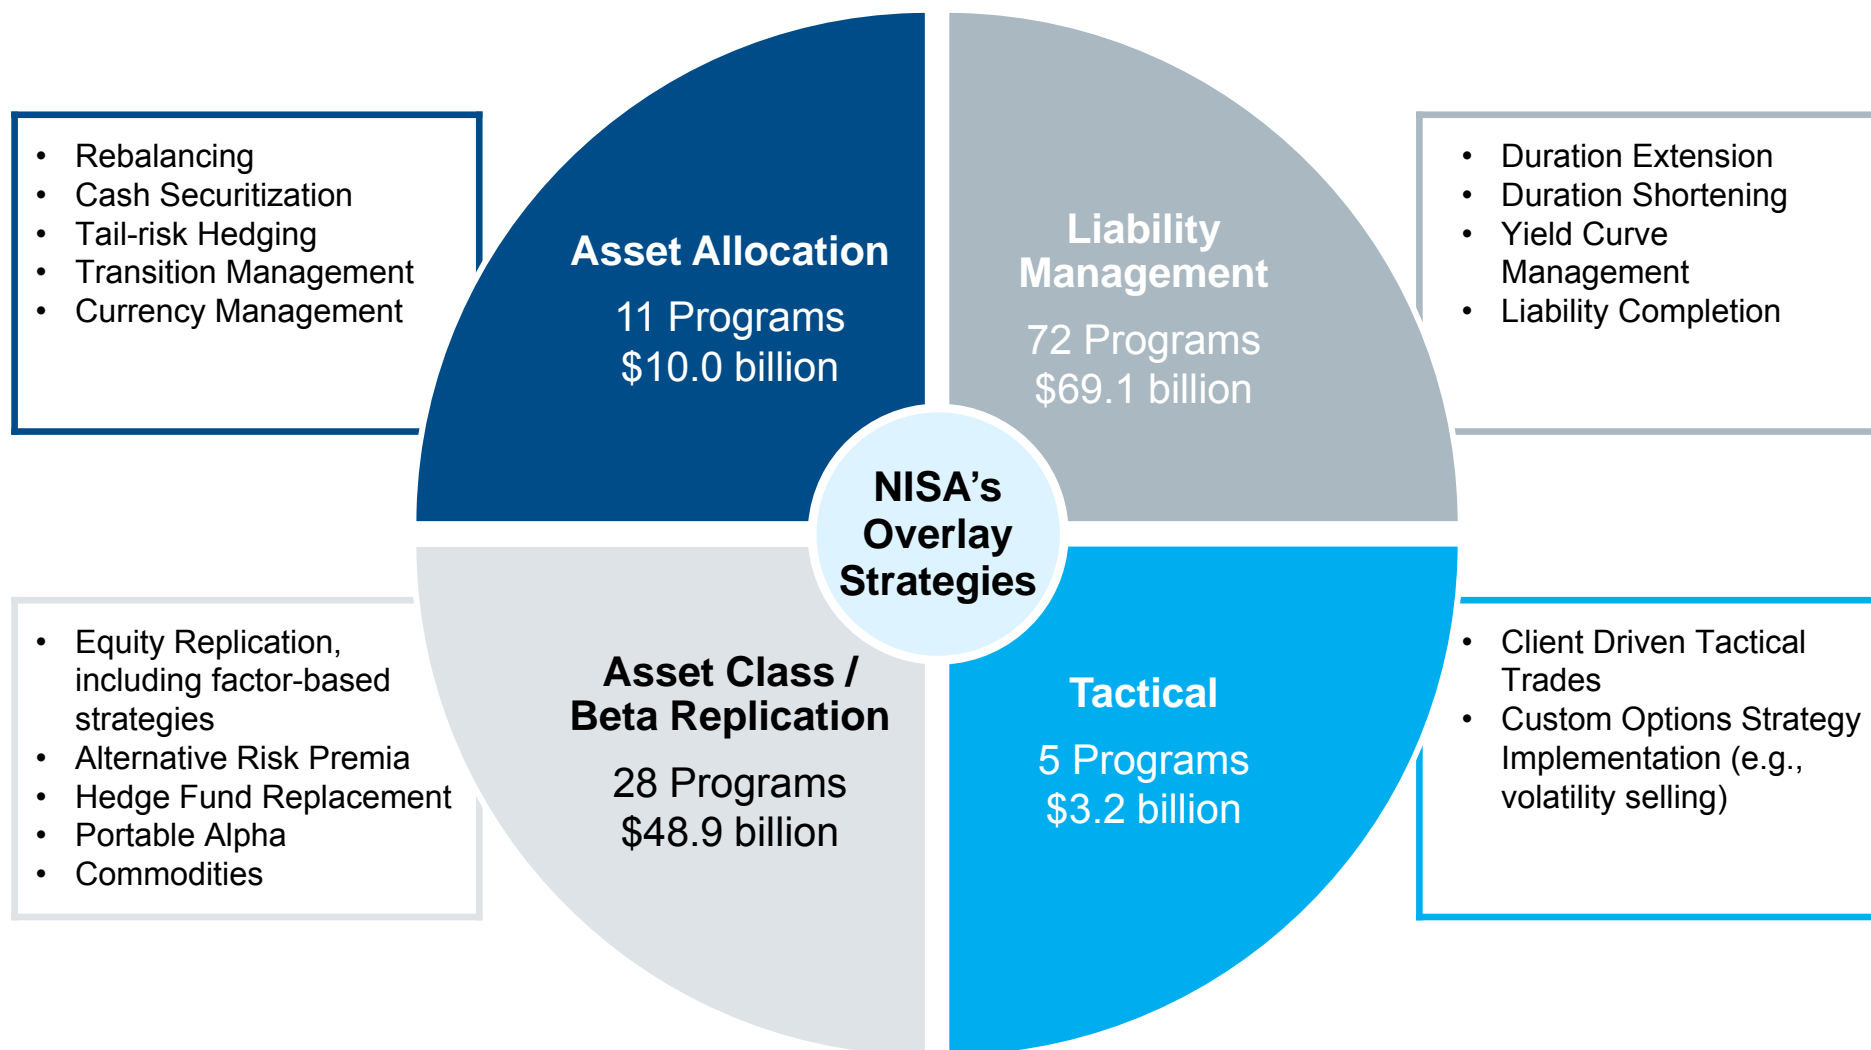 • Rebalancing
• Cash Securitization
• Tail-risk Hedging
• Transition Management
• Currency Management
Asset Allocation
11 Programs
$10.0 billion
Liability
Management
72 Programs
$69.1 billion
• Duration Extension
• Duration Shortening
• Yield Curve
Management
• Liability Completion
NISA’s
Overlay
Strategies
• Equity Replication,
including factor-based
strategies
• Alternative Risk Premia
• Hedge Fund Replacement
• Portable Alpha
• Commodities
Asset Class /
Beta Replication
28 Programs
$48.9 billion
Tactical
5 Programs
$3.2 billion
• Client Driven Tactical
Trades
• Custom Options Strategy
Implementation (e.g.,
volatility selling)